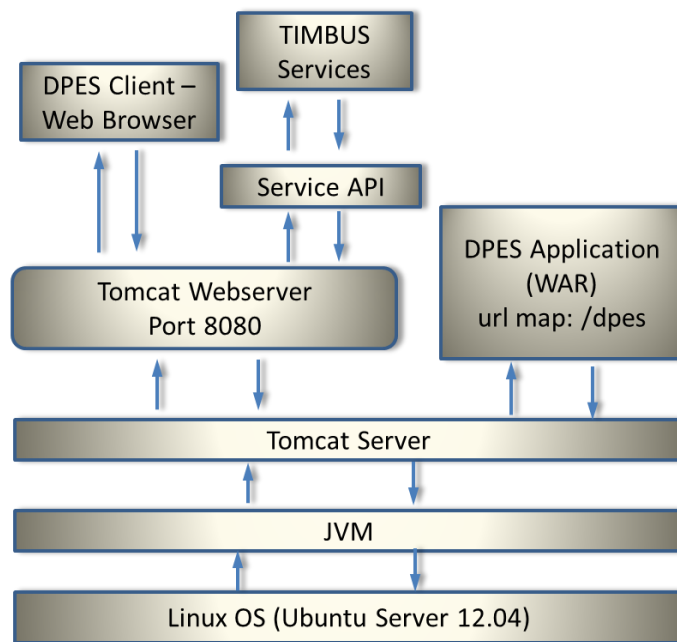 TIMBUS
Services
DPES Client –
Web Browser
Service API
DPES Application
(WAR)
url map: /dpes
Tomcat Webserver
Port 8080
Tomcat Server
JVM
Linux OS (Ubuntu Server 12.04)